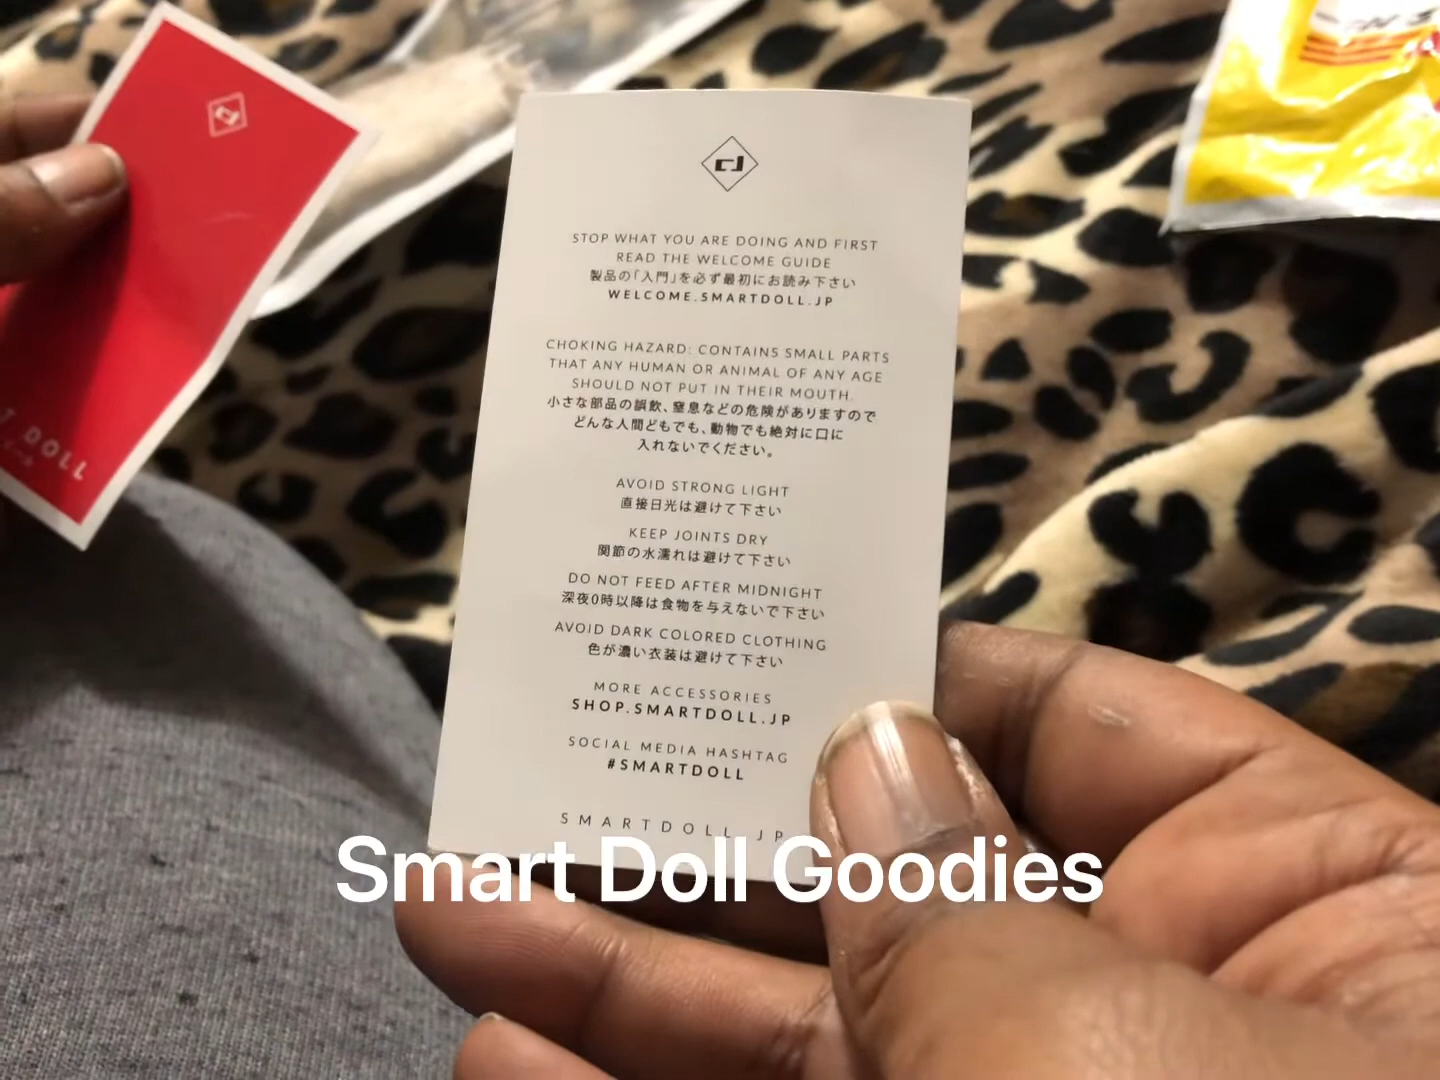 STOP WHAT YOU ARE DOING AND FIRST
READ THE WELCOME GUIDE
製品の「入門」を必ず最初にお読み下さい
WELCOME.SMARTDOLL.JP
CHOKING HAZARD: CONTAINS SMALL PARTS
THAT ANY HUMAN OR ANIMAL OF ANY AGE
SHOULD NOT PUT IN THEIR MOUTH.
小さな部品の誤飲、窒息などの危険がありますので
どんな人間どもでも、動物でも絶対に口に
入れないでください。
AVOID STRONG LIGHT
直接日光は避けて下さい
KEEP JOINTS DRY
関節の水濡れは避けて下さい
DO NOT FEED AFTER MIDNIGHT
深夜0時以降は食物を与えないで下さい
AVOID DARK COLORED CLOTHING
色が濃い衣装は避けて下さい
MORE ACCESSORIES
SHOP.SMARTDOLL.JP
SOCIAL MEDIA HASHTAG
#SMARTDOLL
SMARTDOLL.JP
DOLL
Smart Doll Goodies